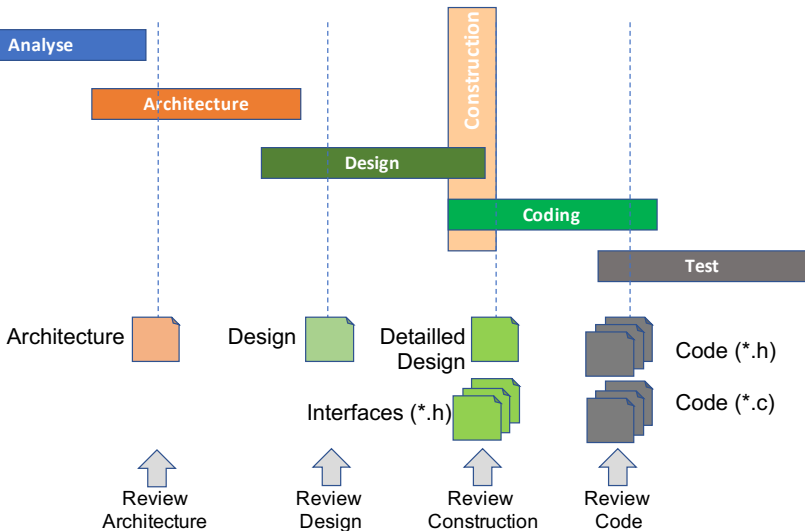 Analyse
Construction
Architecture
Design
Coding
Test
Architecture
Design
Detailled
Design
Code (*.h)
Interfaces (*.h)
Code (*.c)
Review
Architecture
Review
Design
Review
Construction
Review
Code